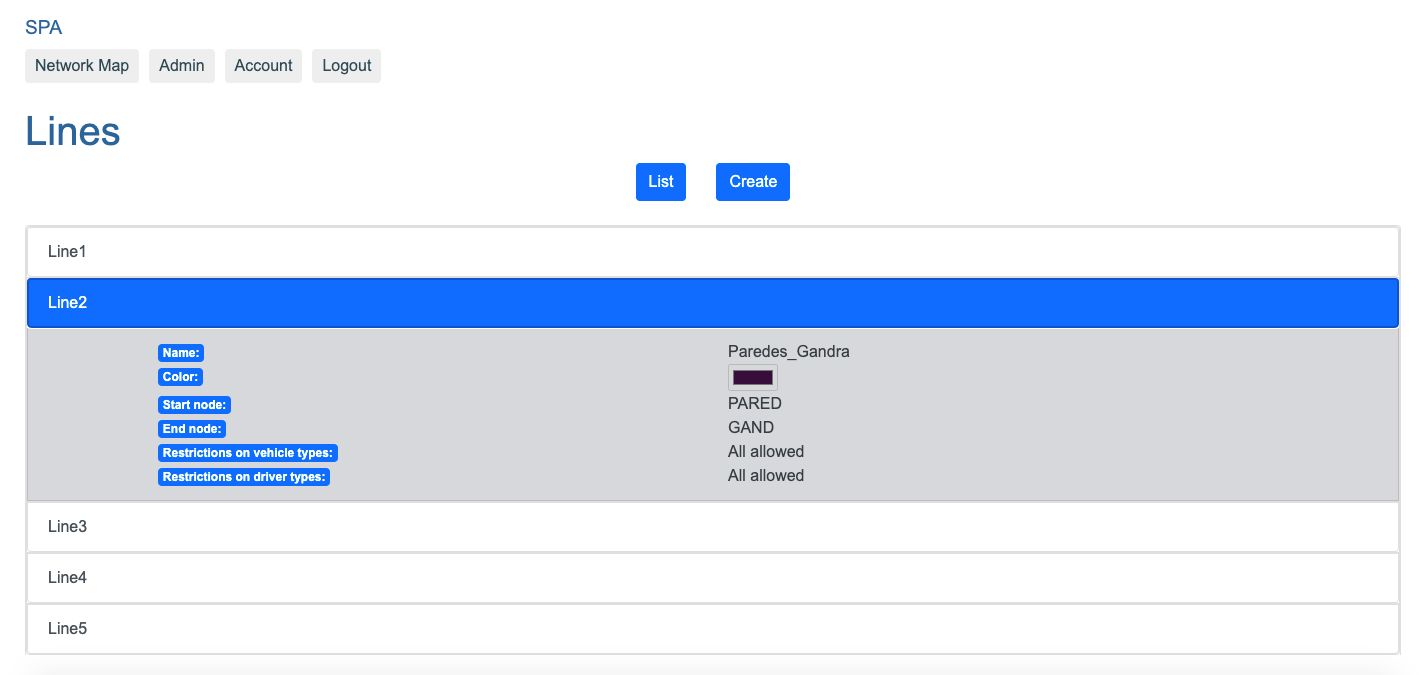 SPA
Network Map Admin Account Logout
Lines
List Create
Line1
Line2
Name: Paredes_Gandra
Color:
Start node: PARED
End node: GAND
Restrictions on vehicle types: All allowed
Restrictions on driver types: All allowed
Line3
Line4
Line5